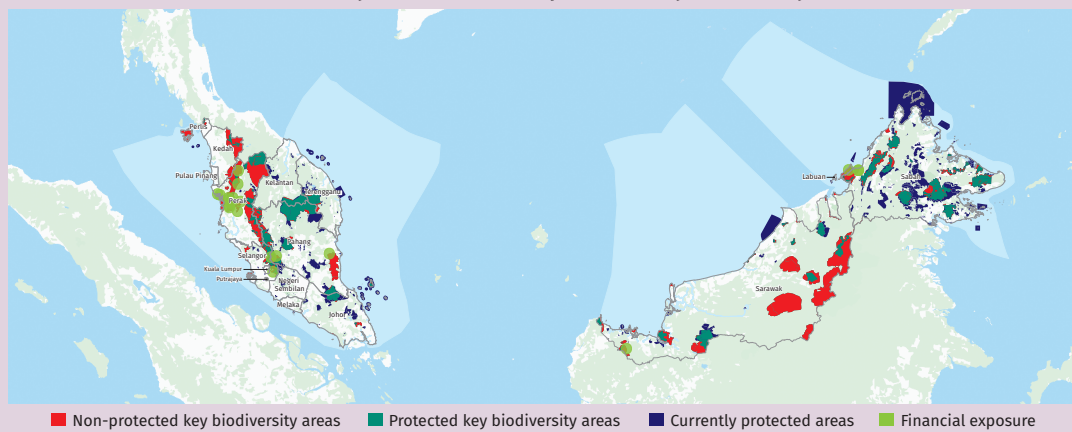 Perlis
Kedah
Pulau Pinang
Kelantan
Terengganu
Perak
Pahang
Selangor
Kuala Lumpur
Putrajaya
Negeri
Sembilan
Melaka
Johor
Labuan
Sabah
Sarawak
Non-protected key biodiversity areas
Protected key biodiversity areas
Currently protected areas
Financial exposure